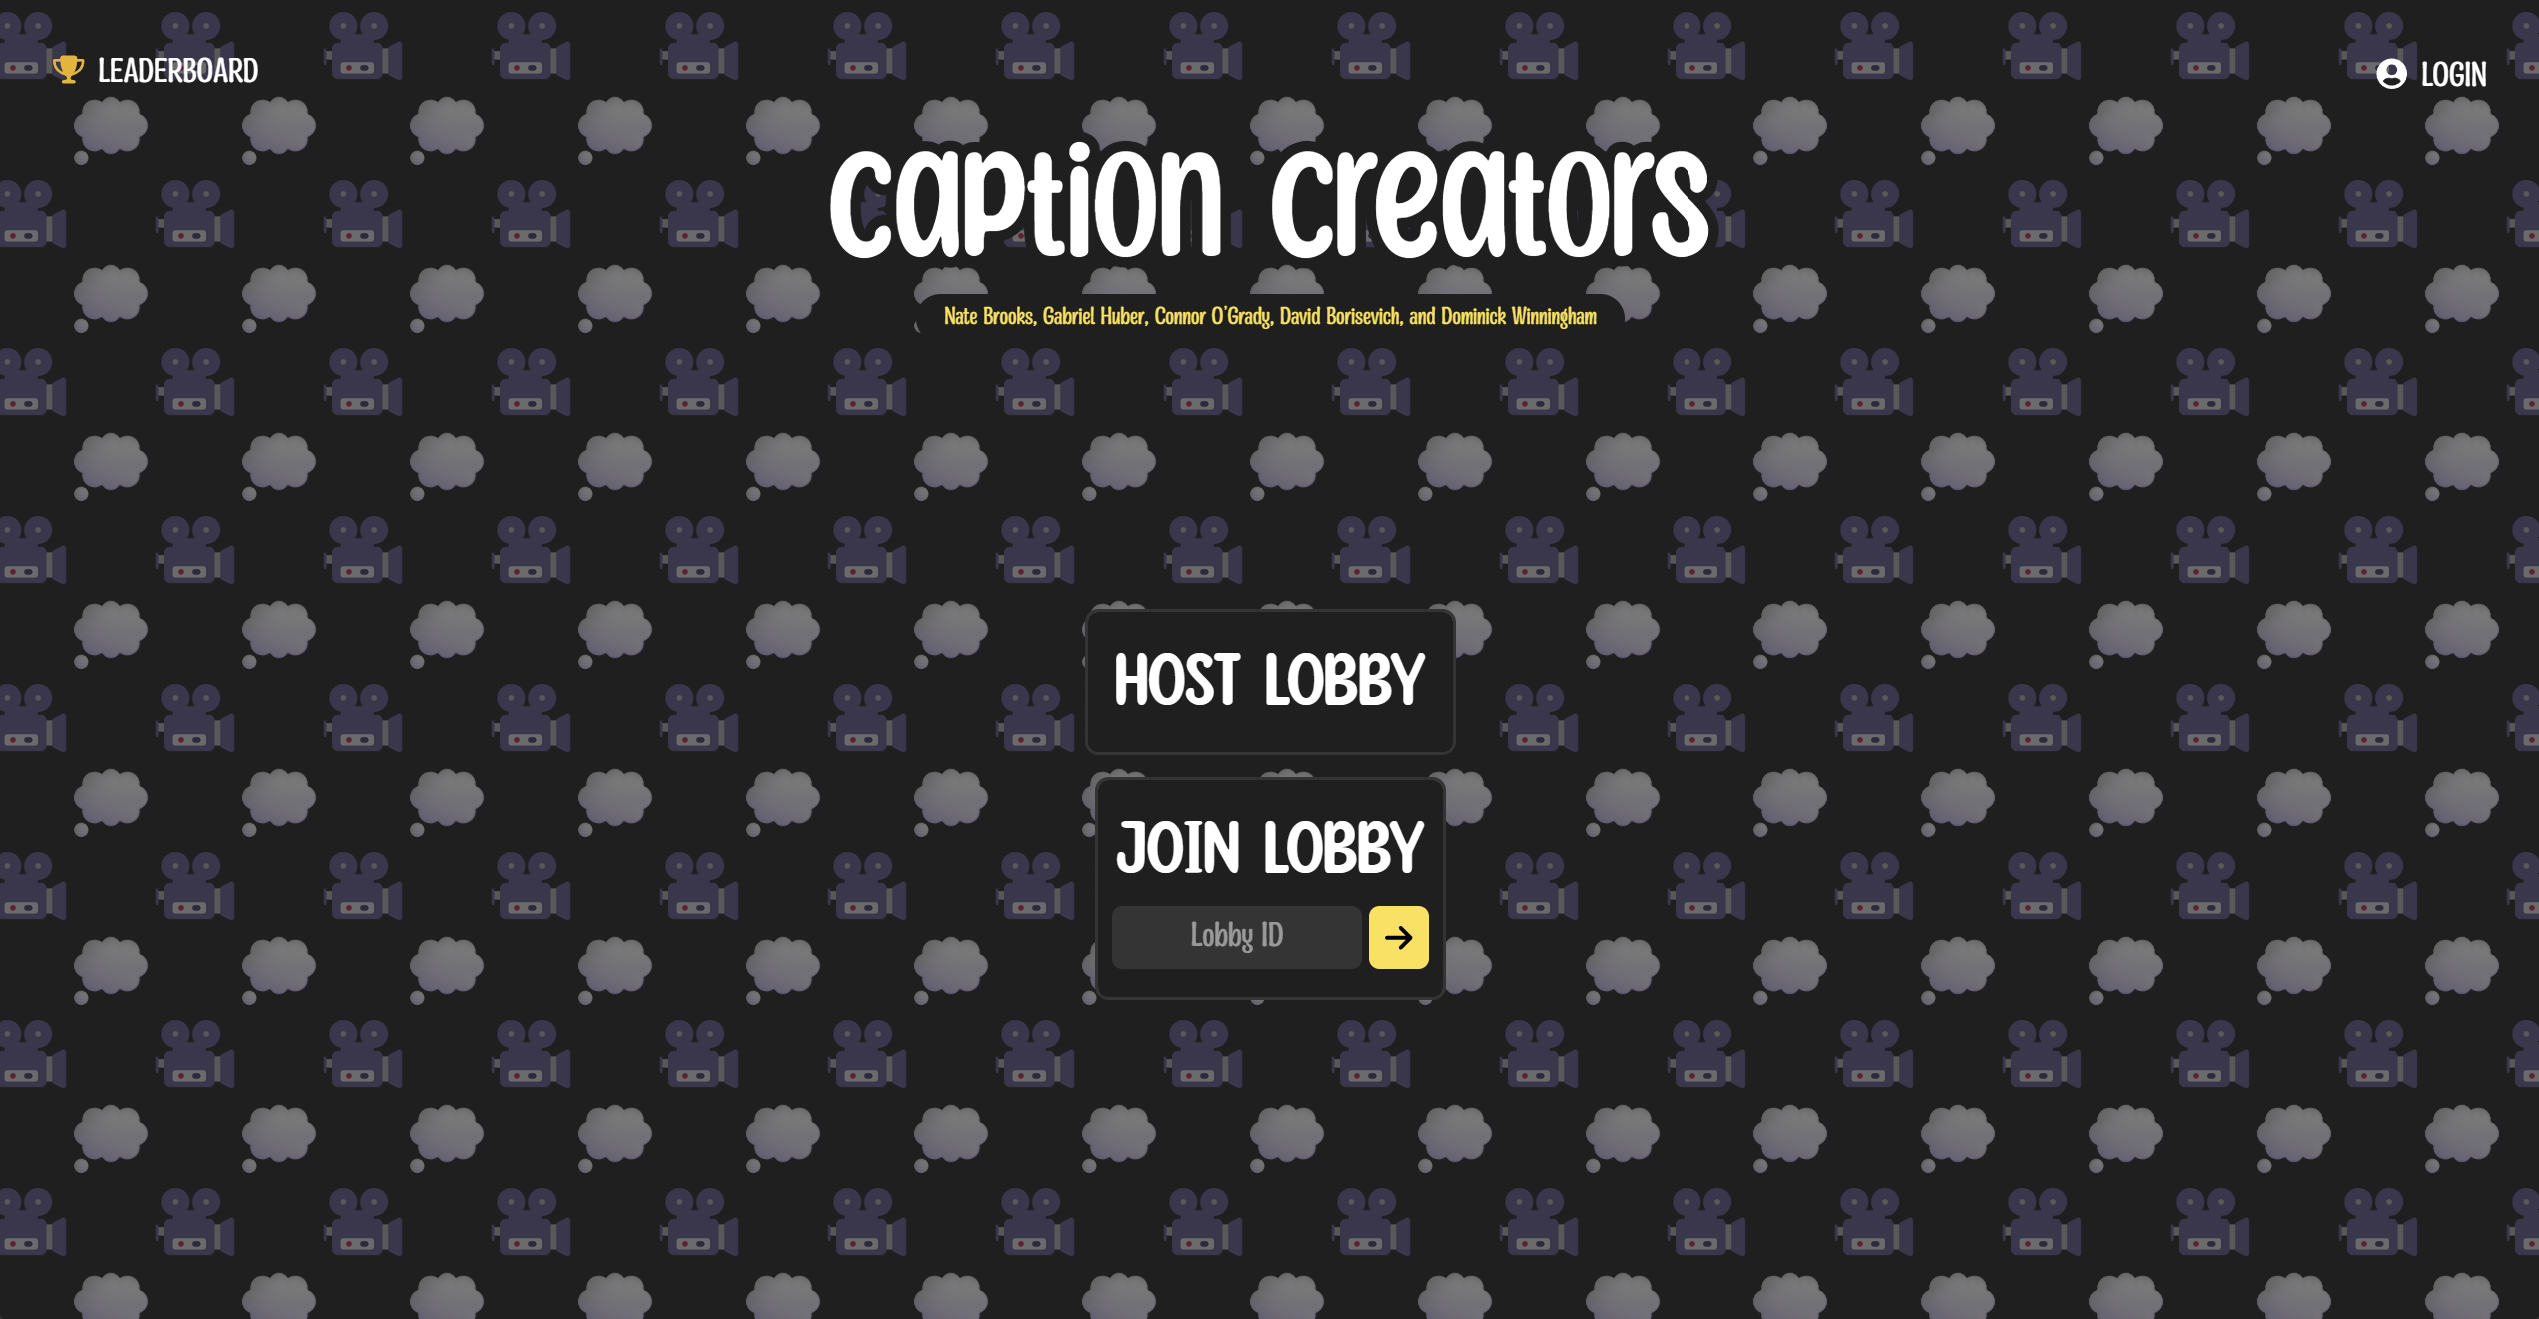 LEADERBOARD
LOGIN
caption creators
Nate Brooks, Gabriel Huber, Connor O'Grady, David Borisevich, and Dominick Winningham
HOST LOBBY
JOIN LOBBY
Lobby ID